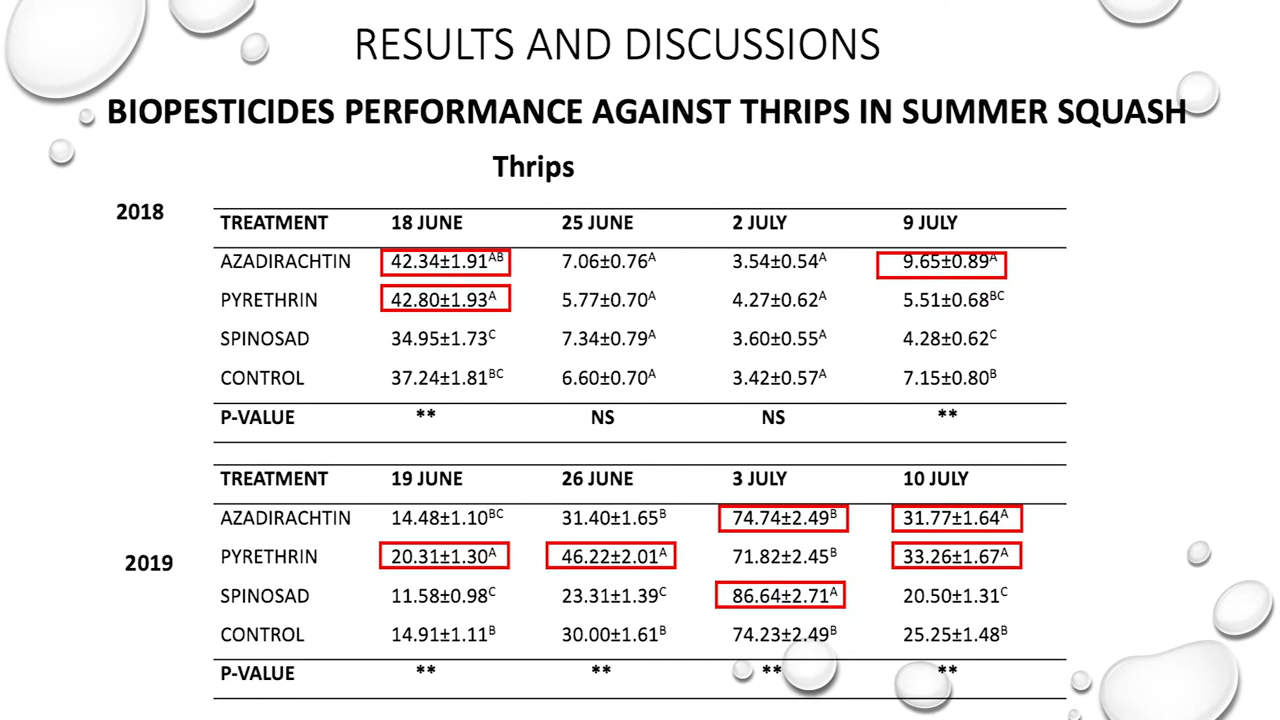 RESULTS AND DISCUSSIONS
BIOPESTICIDES PERFORMANCE AGAINST THRIPS IN SUMMER SQUASH
Thrips
2018
TREATMENT 18 JUNE 25 JUNE 2 JULY 9 JULY
AZADIRACHTIN 42.34±1.91AB 7.06±0.76A 3.54±0.54A 9.65±0.89A
PYRETHRIN 42.80±1.93A 5.77±0.70A 4.27±0.62A 5.51±0.68BC
SPINOSAD 34.95±1.73C 7.34±0.79A 3.60±0.55A 4.28±0.62C
CONTROL 37.24±1.81BC 6.60±0.70A 3.42±0.57A 7.15±0.80B
P-VALUE ** NS NS **
2019
TREATMENT 19 JUNE 26 JUNE 3 JULY 10 JULY
AZADIRACHTIN 14.48±1.10BC 31.40±1.65B 74.74±2.49B 31.77±1.64A
PYRETHRIN 20.31±1.30A 46.22±2.01A 71.82±2.45B 33.26±1.67A
SPINOSAD 11.58±0.98C 23.31±1.39C 86.64±2.71A 20.50±1.31C
CONTROL 14.91±1.11B 30.00±1.61B 74.23±2.49B 25.25±1.48B
P-VALUE ** ** ** **